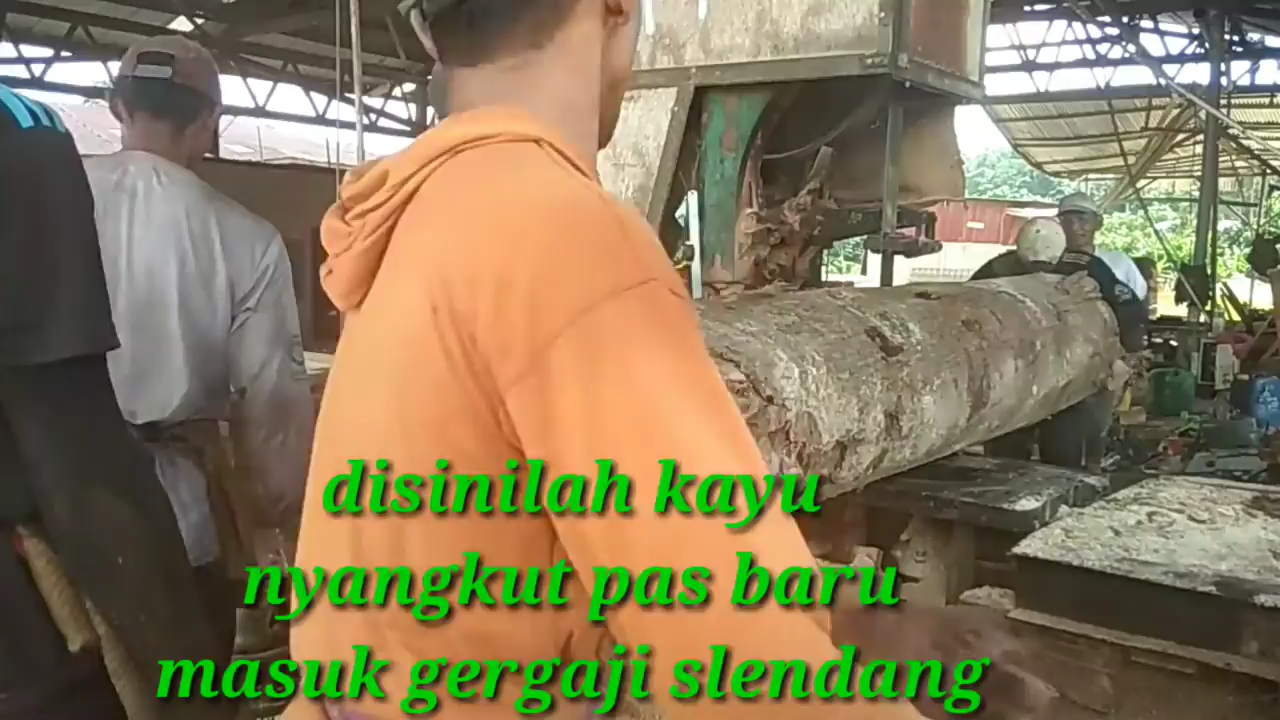 disinilah kayu
nyangkut pas baru
masuk gergaji slendang